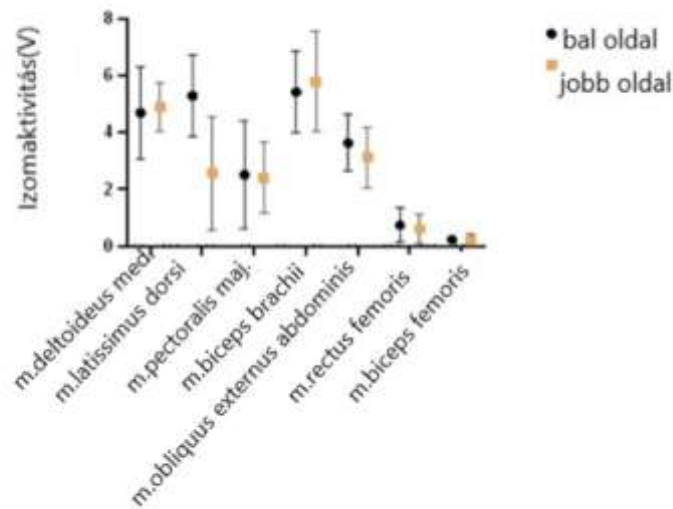 Izomaktivitás(V)
8
6
4
2
0
bal oldal
jobb oldal
m.deltoideus med.
m.latissimus dorsi
m.pectoralis maj.
m.biceps brachii
m.obliquus externus abdominis
m.rectus femoris
m.biceps femoris